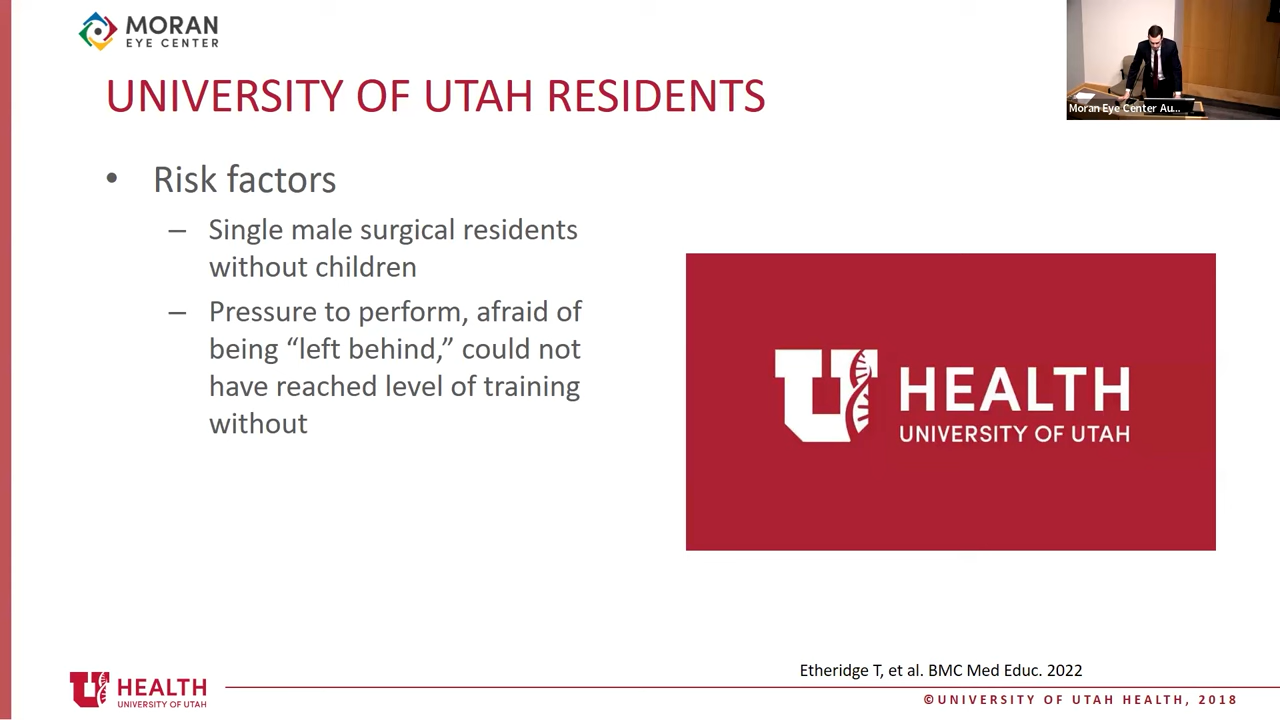 MORAN
EYE CENTER
Moran Eye Center Au...
UNIVERSITY OF UTAH RESIDENTS
• Risk factors
– Single male surgical residents
without children
– Pressure to perform, afraid of
being “left behind,” could not
have reached level of training
without
HEALTH
UNIVERSITY OF UTAH
Etheridge T, et al. BMC Med Educ. 2022
U HEALTH
UNIVERSITY OF UTAH
©UNIVERSITY OF UTAH HEALTH, 2018